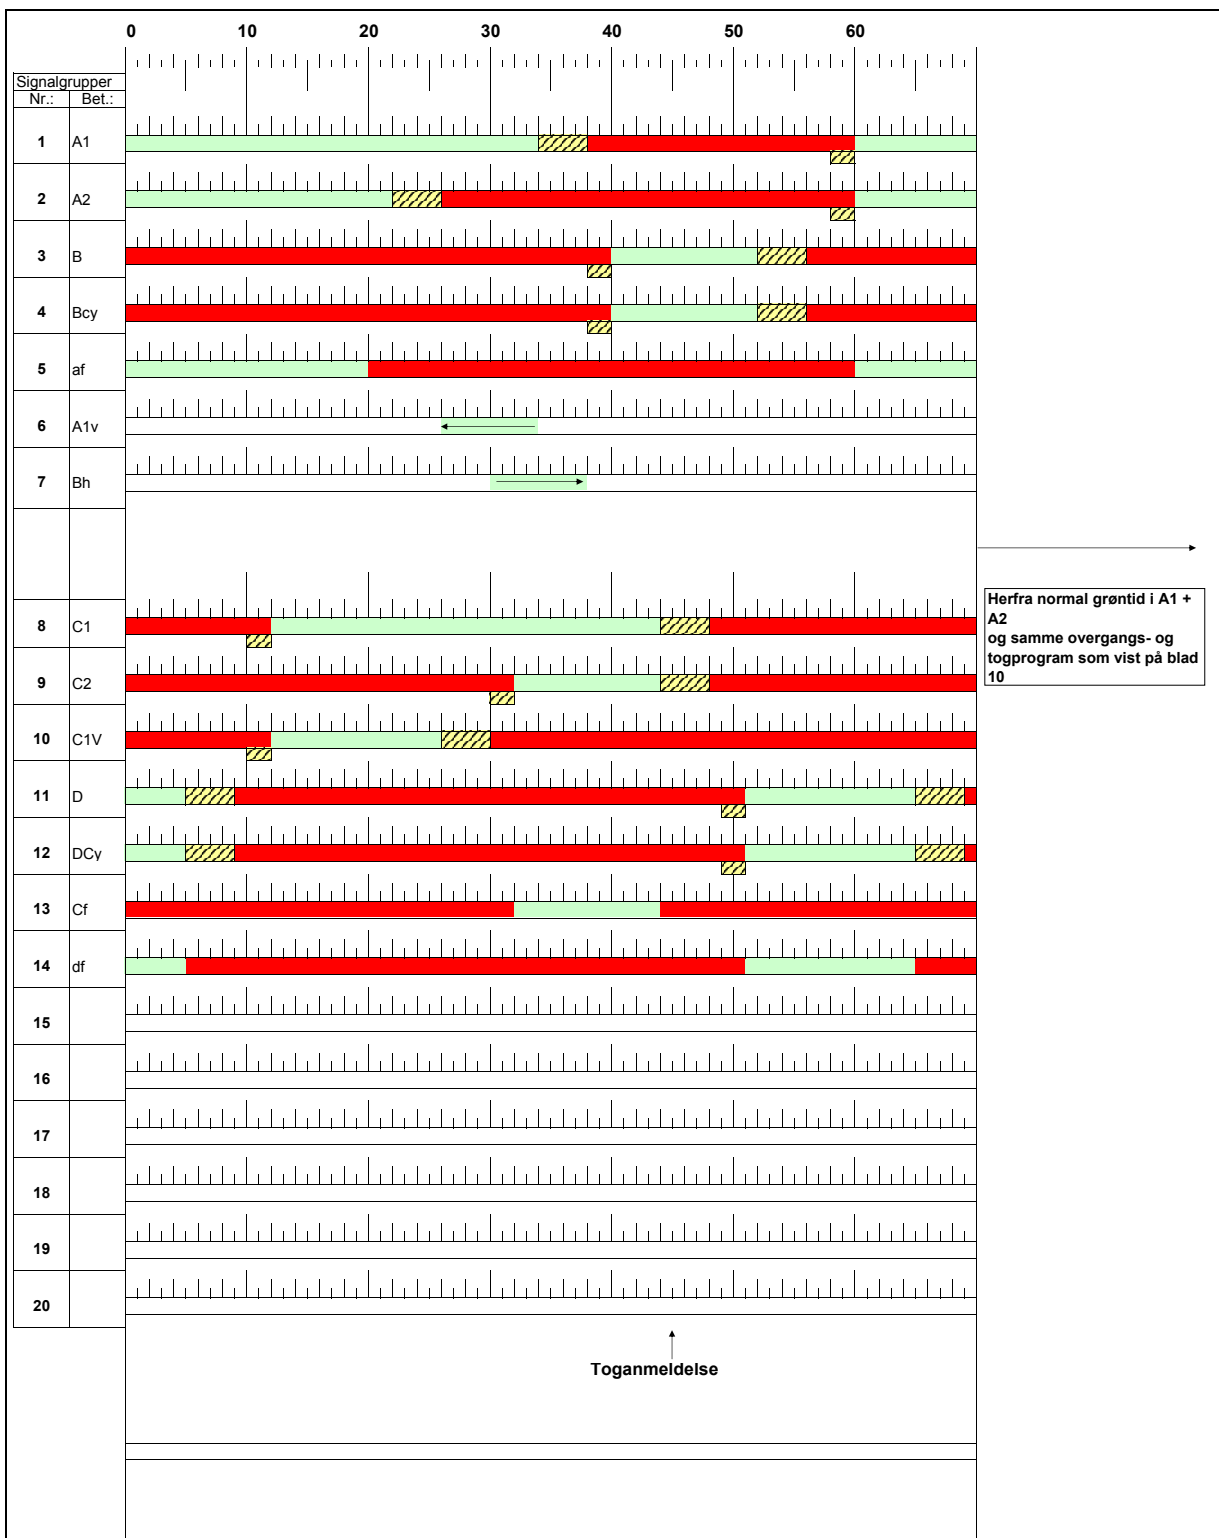 0 10 20 30 40 50 60
Signalgrupper
Nr.: Bet.:
1 A1
2 A2
3 B
4 Bcy
5 af
6 A1v
7 Bh
Herfra normal grøntid i A1 +
A2
og samme overgangs- og
togprogram som vist på blad
10
8 C1
9 C2
10 C1V
11 D
12 DCy
13 Cf
14 df
15
16
17
18
19
20
Toganmeldelse